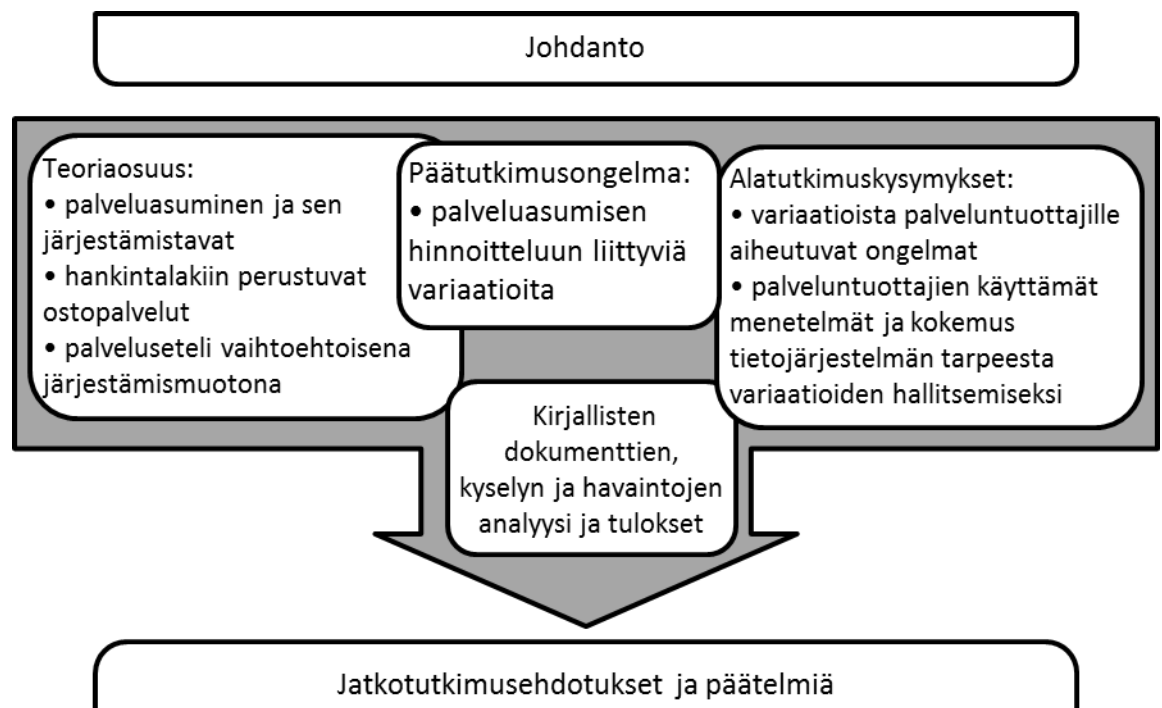 Johdanto
Teoriaosuus:
• palveluasuminen ja sen
järjestämistavat
• hankintalakiin perustuvat
ostopalvelut
• palveluseteli vaihtoehtoisena
järjestämismuotona
Päätutkimusongelma:
• palveluasumisen
hinnoitteluun liittyviä
variaatioita
Alatutkimuskysymykset:
• variaatioista palveluntuottajille
aiheutuvat ongelmat
• palveluntuottajien käyttämät
menetelmät ja kokemus
tietojärjestelmän tarpeesta
variaatioiden hallitsemiseksi
Kirjallisten
dokumenttien,
kyselyn ja havaintojen
analyysi ja tulokset
Jatkotutkimusehdotukset ja päätelmiä